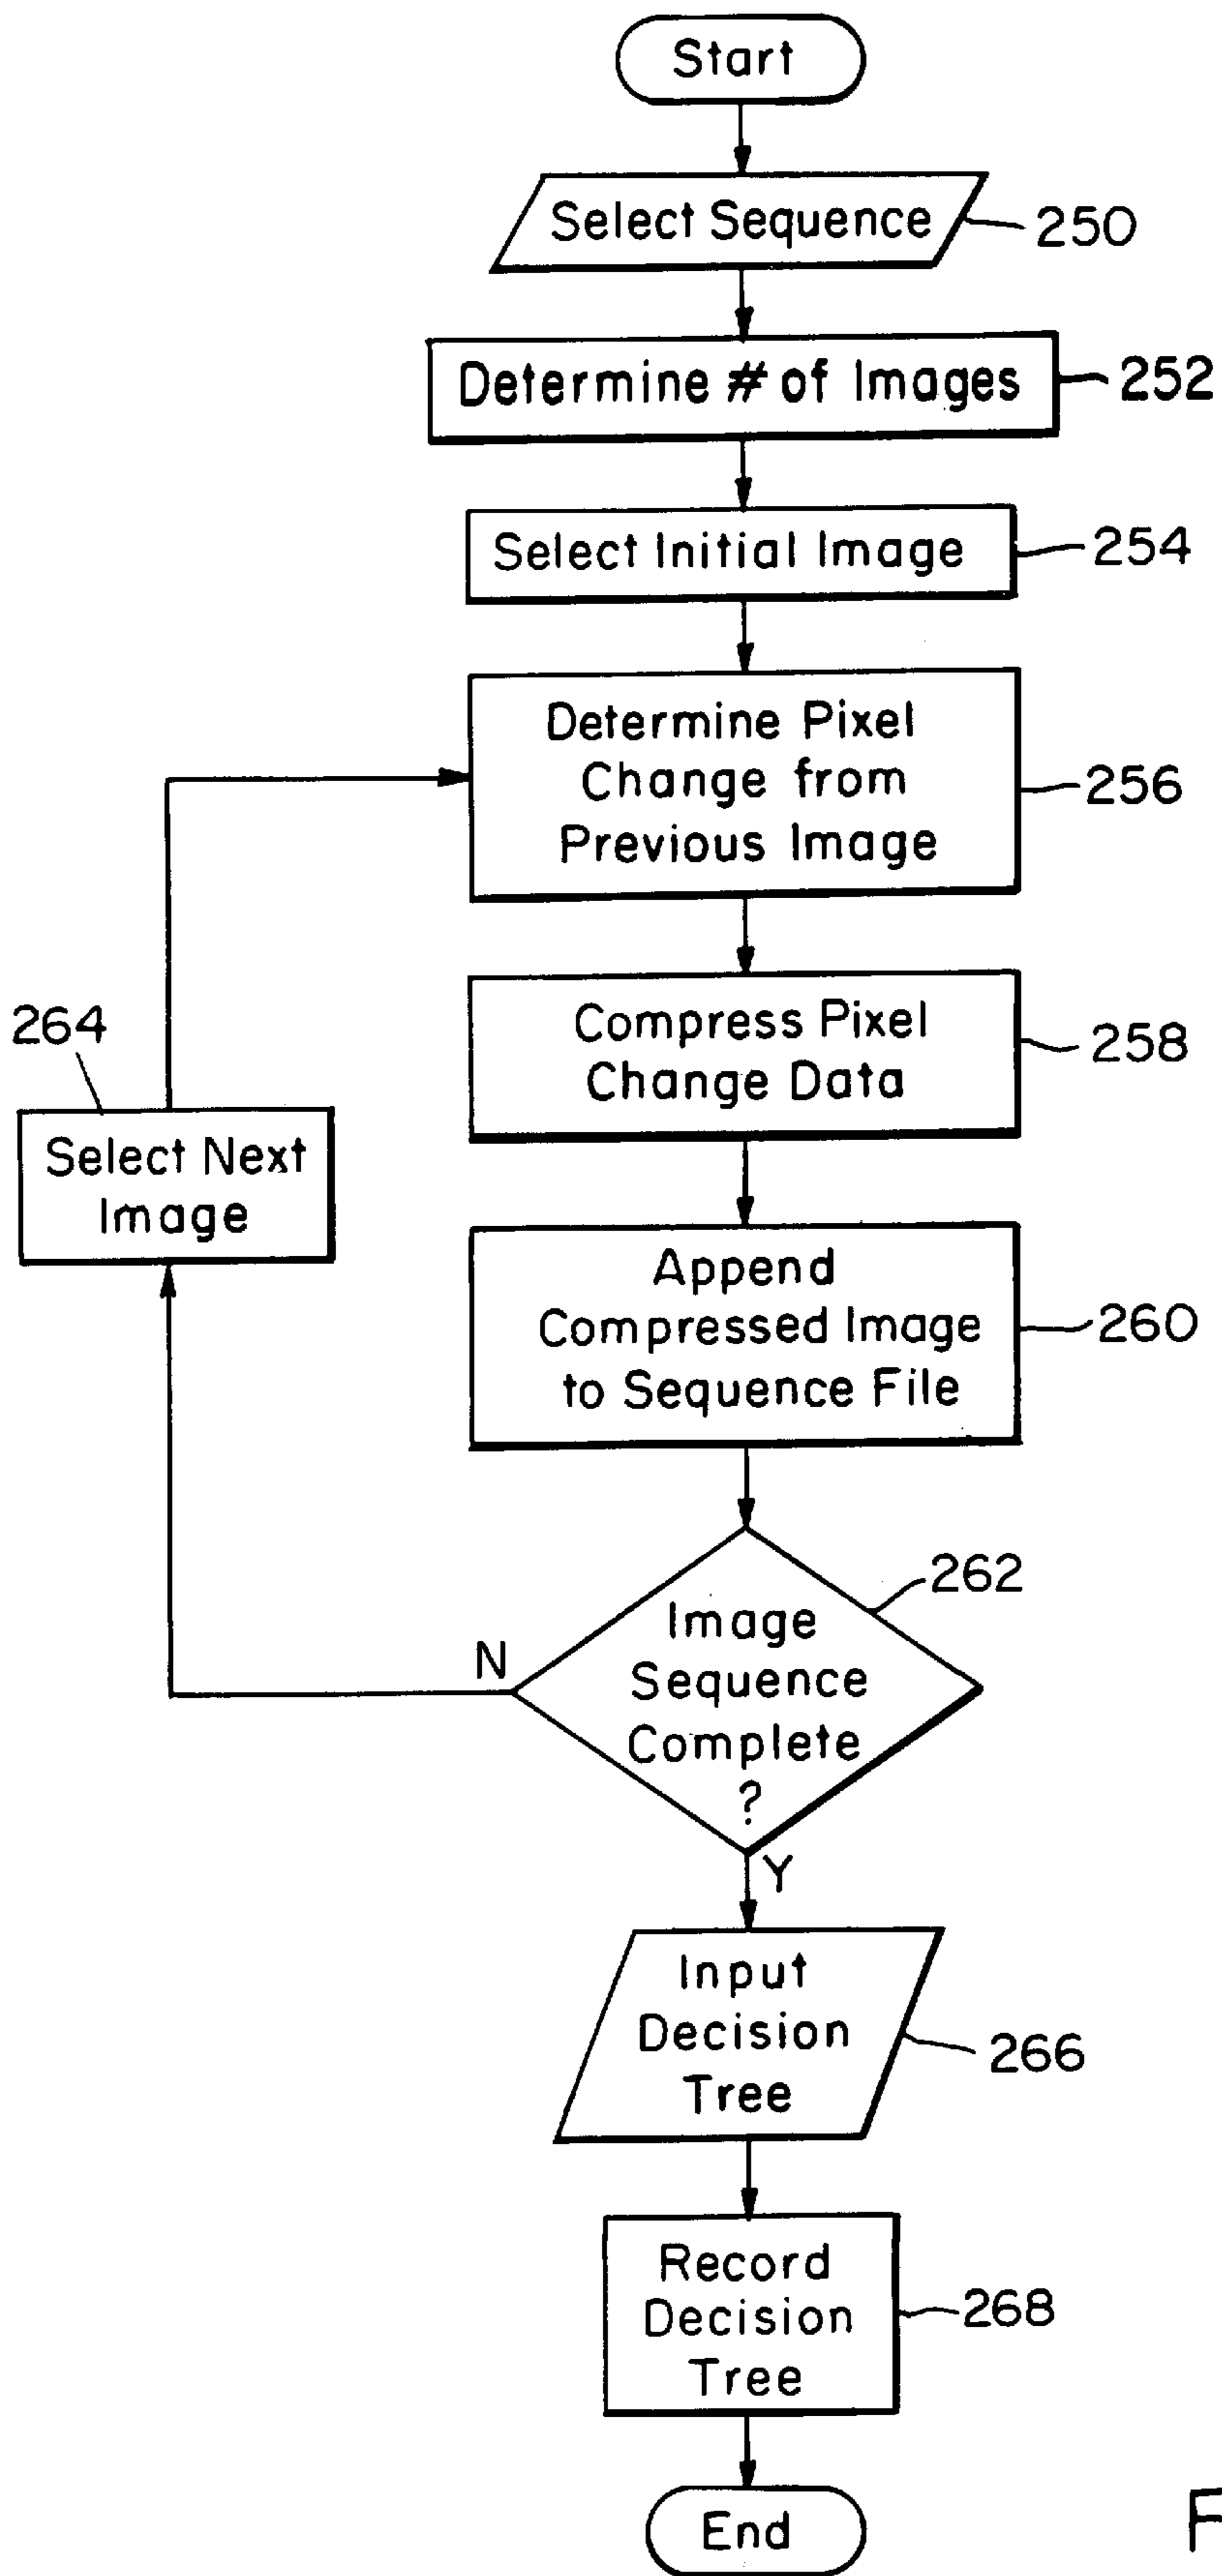 Start
Select Sequence
250
Determine # of Images
252
Select Initial Image
254
Determine Pixel
Change from
Previous Image
256
Compress Pixel
Change Data
258
264
Select Next
Image
Append
Compressed Image
to Sequence File
260
262
Image
Sequence
Complete
?
N
Y
Input
Decision
Tree
266
Record
Decision
Tree
268
End
F